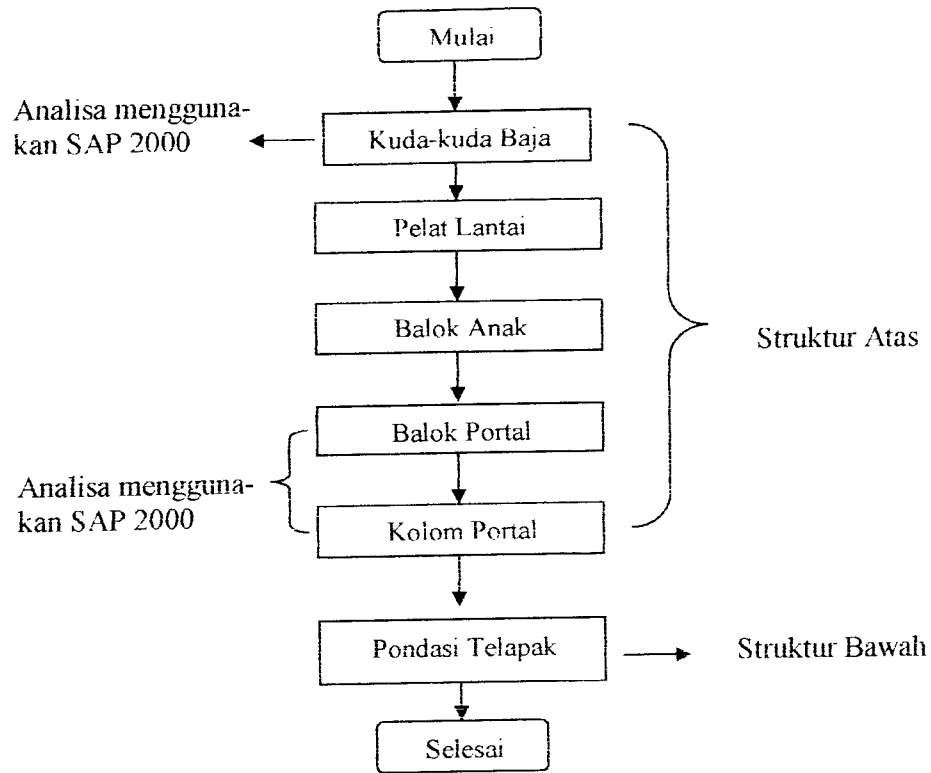 Mulai
Analisa mengguna-
kan SAP 2000
Kuda-kuda Baja
Pelat Lantai
Balok Anak
Struktur Atas
Balok Portal
Analisa mengguna-
kan SAP 2000
Kolom Portal
Pondasi Telapak
Struktur Bawah
Selesai